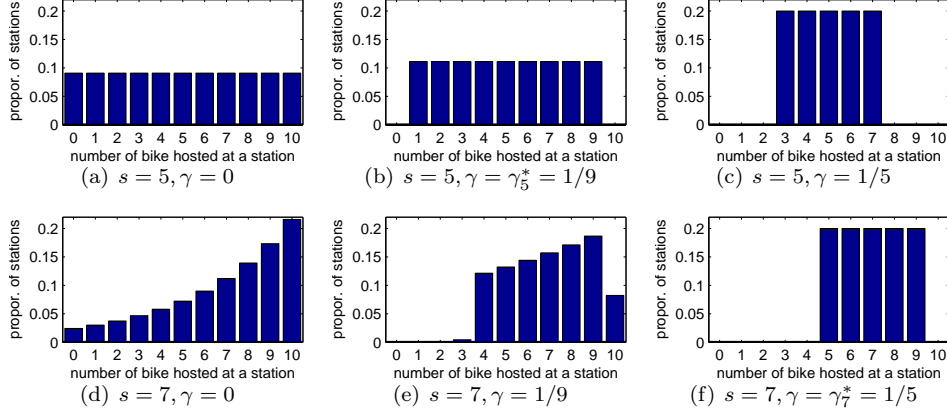 propor. of stations
0.2
0.15
0.1
0.05
0
0 1 2 3 4 5 6 7 8 9 10
number of bike hosted at a station
(a) s = 5, γ = 0
propor. of stations
0.2
0.15
0.1
0.05
0
0 1 2 3 4 5 6 7 8 9 10
number of bike hosted at a station
(b) s = 5, γ = γ₅* = 1/9
propor. of stations
0.2
0.15
0.1
0.05
0
0 1 2 3 4 5 6 7 8 9 10
number of bike hosted at a station
(c) s = 5, γ = 1/5
propor. of stations
0.2
0.15
0.1
0.05
0
0 1 2 3 4 5 6 7 8 9 10
number of bike hosted at a station
(d) s = 7, γ = 0
propor. of stations
0.2
0.15
0.1
0.05
0
0 1 2 3 4 5 6 7 8 9 10
number of bike hosted at a station
(e) s = 7, γ = 1/9
propor. of stations
0.2
0.15
0.1
0.05
0
0 1 2 3 4 5 6 7 8 9 10
number of bike hosted at a station
(f) s = 7, γ = γ₇* = 1/5